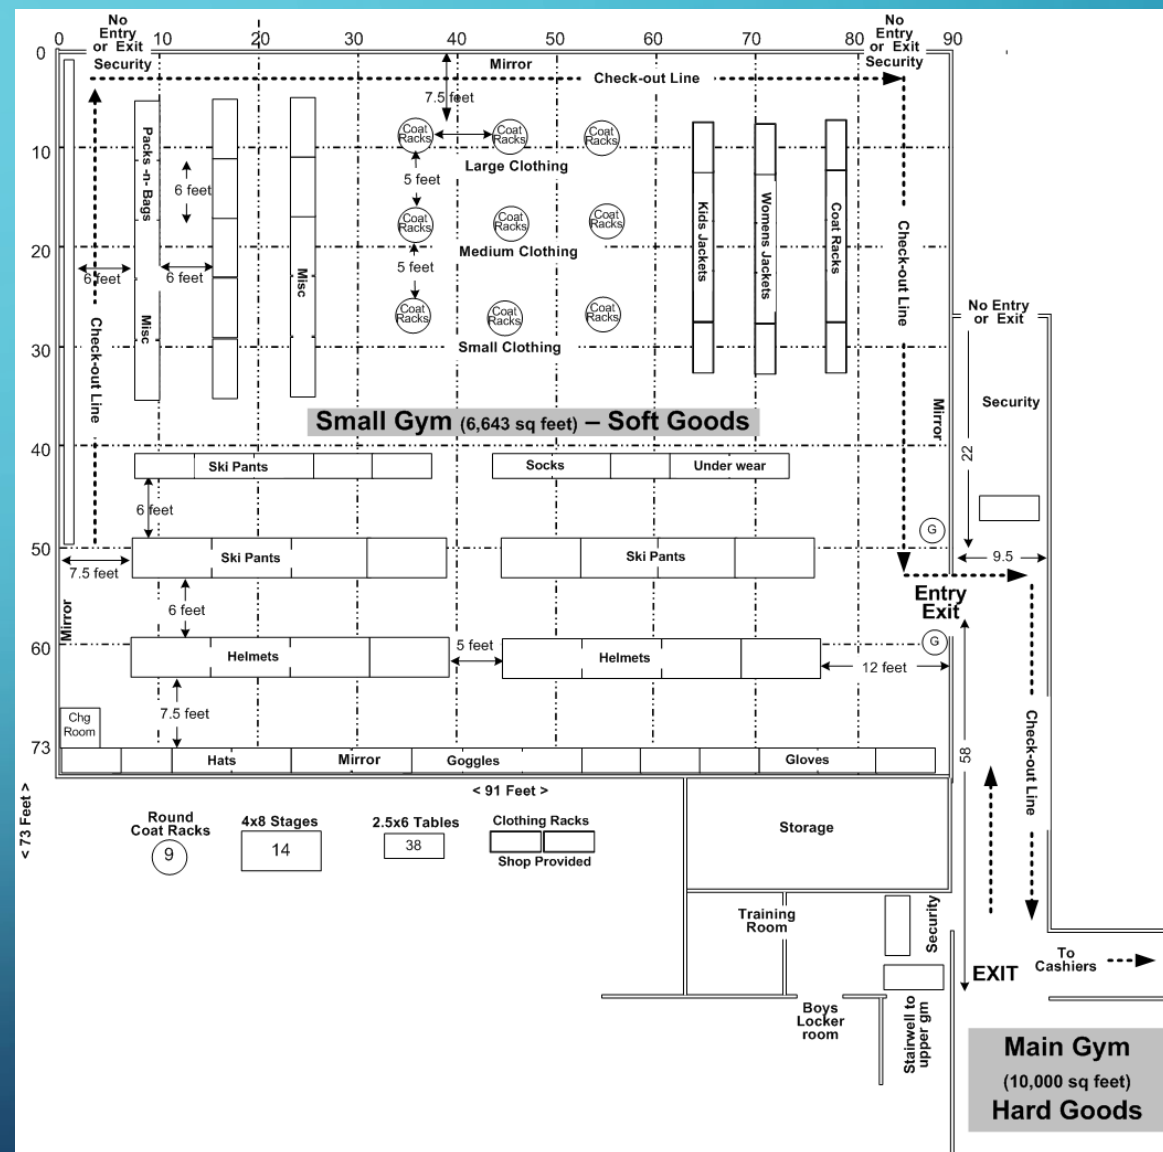 No
Entry
or Exit
No
Entry
or Exit
0
10
20
30
40
50
60
70
80
90
0
Security
Mirror
Security
Check-out Line
7.5 feet
Coat
Racks
Coat
Racks
Coat
Racks
10
Large Clothing
Packs -n- Bags
6 feet
5 feet
Kids Jackets
Womens Jackets
Coat Racks
Coat
Racks
Coat
Racks
Coat
Racks
20
Medium Clothing
Check-out Line
6 feet
6 feet
5 feet
Misc
Coat
Racks
Coat
Racks
Coat
Racks
No Entry
or Exit
Misc
Check-out Line
30
Small Clothing
Small Gym (6,643 sq feet) – Soft Goods
Mirror
Security
40
22
Ski Pants
Socks
Under wear
6 feet
G
50
Ski Pants
Ski Pants
9.5
7.5 feet
Entry
Exit
6 feet
Mirror
60
5 feet
G
Helmets
Helmets
12 feet
7.5 feet
Chg
Room
73
Hats
Mirror
Goggles
Gloves
58
Check-out Line
< 73 Feet >
< 91 Feet >
Round
Coat Racks
9
4x8 Stages
14
2.5x6 Tables
38
Clothing Racks
Shop Provided
Storage
Training
Room
Security
To
Cashiers
EXIT
Boys
Locker
room
Stairwell to
upper gm
Main Gym
(10,000 sq feet)
Hard Goods